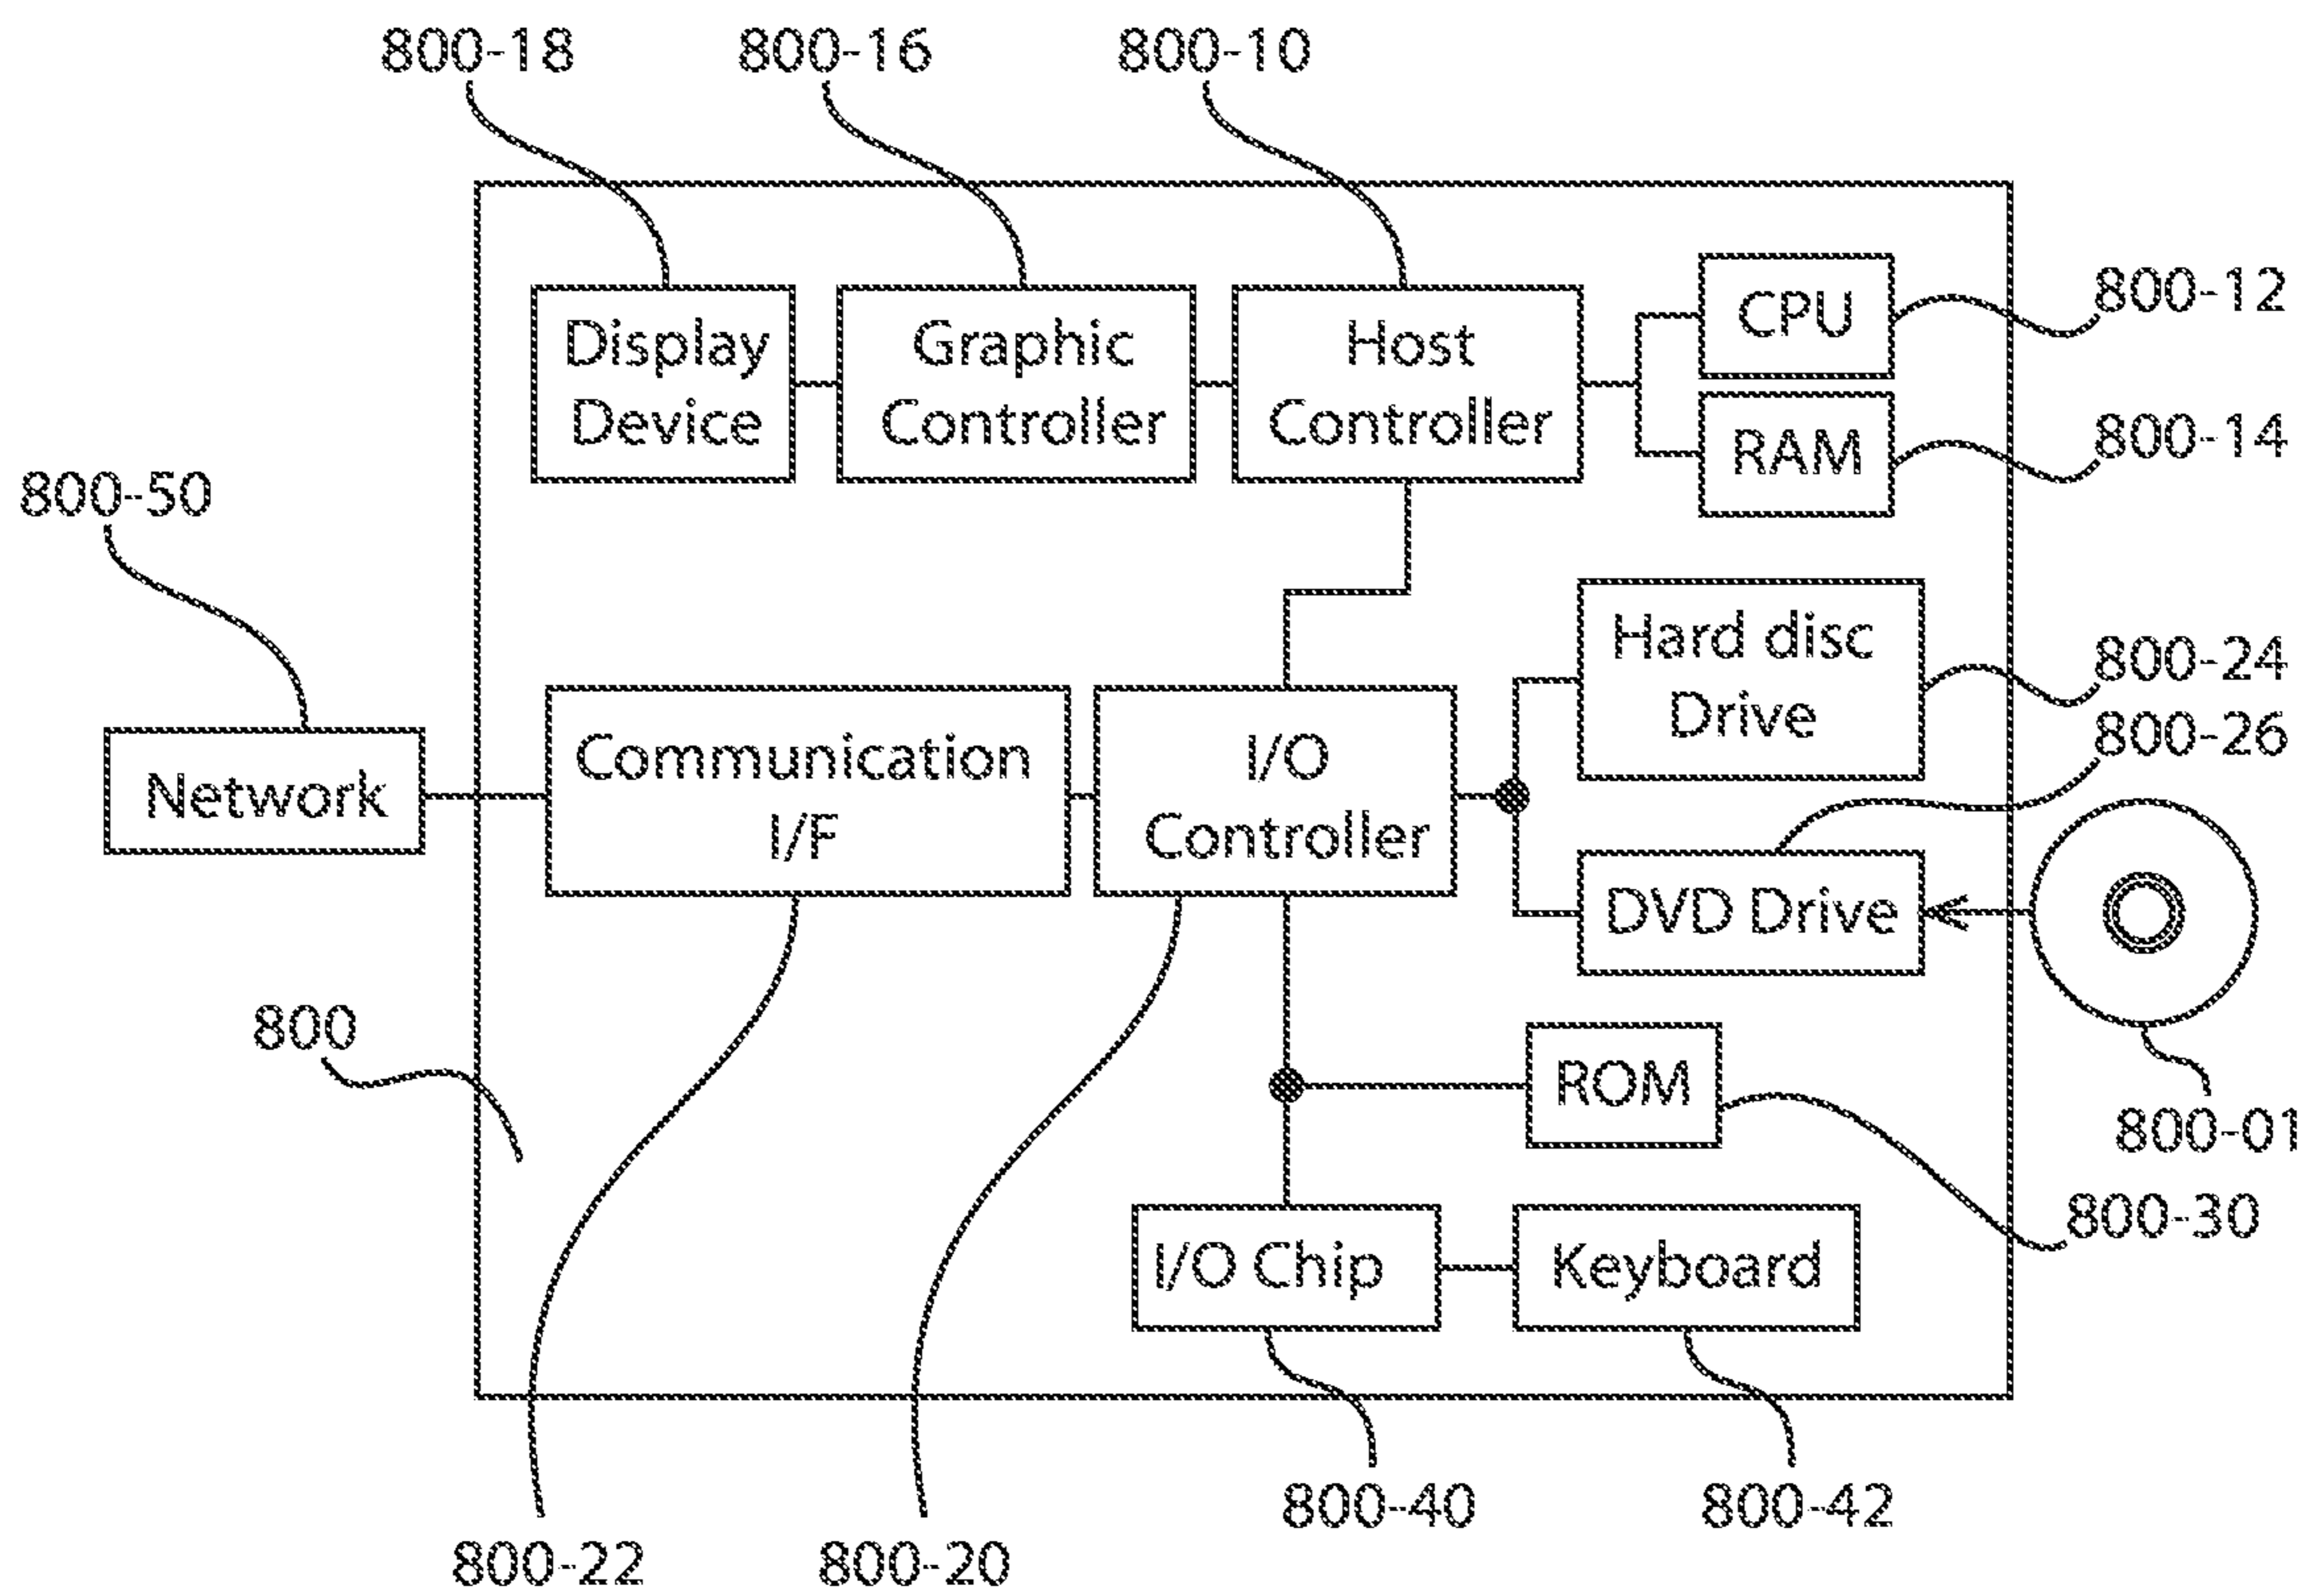 800-18
800-16
800-10
Display
Device
Graphic
Controller
Host
Controller
CPU
800-12
RAM
800-14
800-50
Network
Communication
I/F
I/O
Controller
Hard disc
Drive
800-24
800-26
DVD Drive
800-01
800
ROM
800-30
I/O Chip
Keyboard
800-22
800-20
800-40
800-42